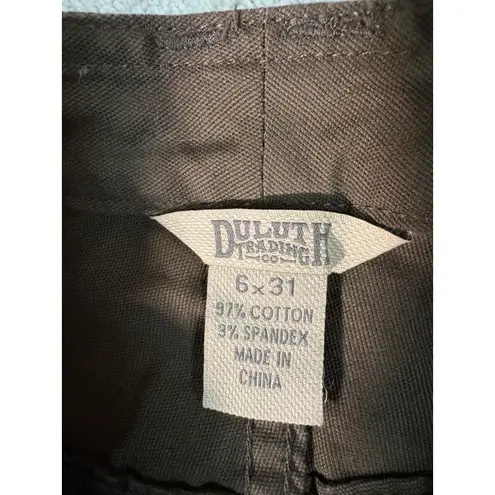 DULUTH
TRADING
CO
6x31
97% COTTON
3% SPANDEX
MADE IN
CHINA